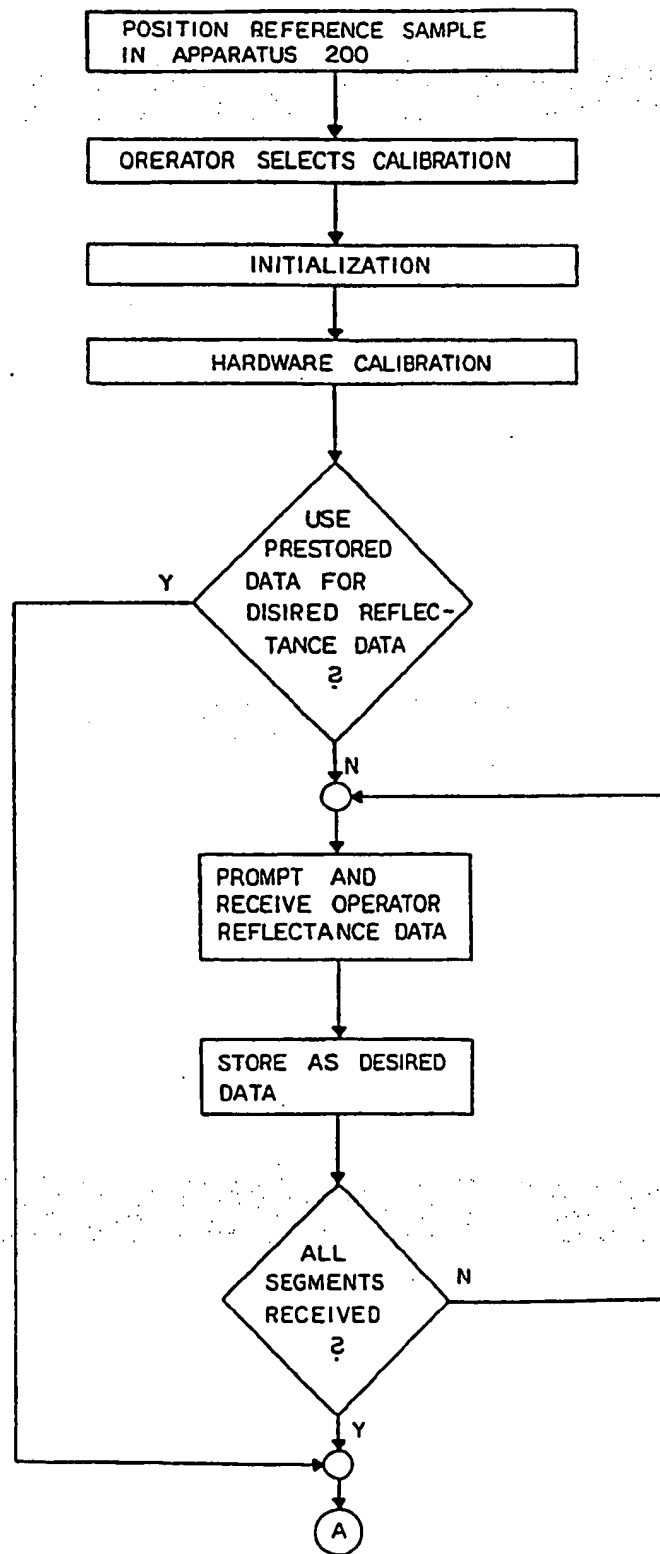 POSITION REFERENCE SAMPLE
IN APPARATUS 200
ORERATOR SELECTS CALIBRATION
INITIALIZATION
HARDWARE CALIBRATION
USE
PRESTORED
DATA FOR
DISIRED REFLEC-
TANCE DATA
?
Y
N
PROMPT AND
RECEIVE OPERATOR
REFLECTANCE DATA
STORE AS DESIRED
DATA
ALL
SEGMENTS
RECEIVED
?
N
Y
A